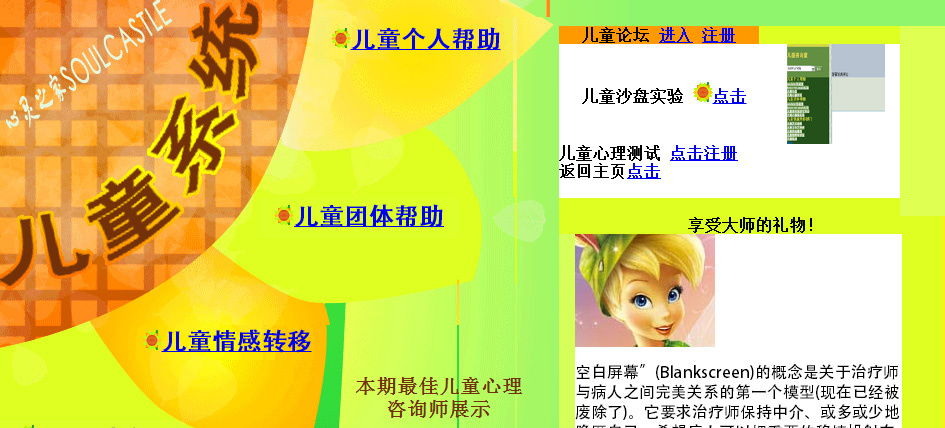 心灵之家SOULCASTLE
儿童系统
儿童个人帮助
儿童团体帮助
儿童情感转移
本期最佳儿童心理
咨询师展示
儿童论坛 进入 注册
儿童沙盘实验 点击
儿童心理测试 点击注册
返回主页点击
享受大师的礼物！
空白屏幕”(Blankscreen)的概念是关于治疗师
与病人之间完美关系的第一个模型(现在已经被
废除了)。它要求治疗师保持中介、或多或少地